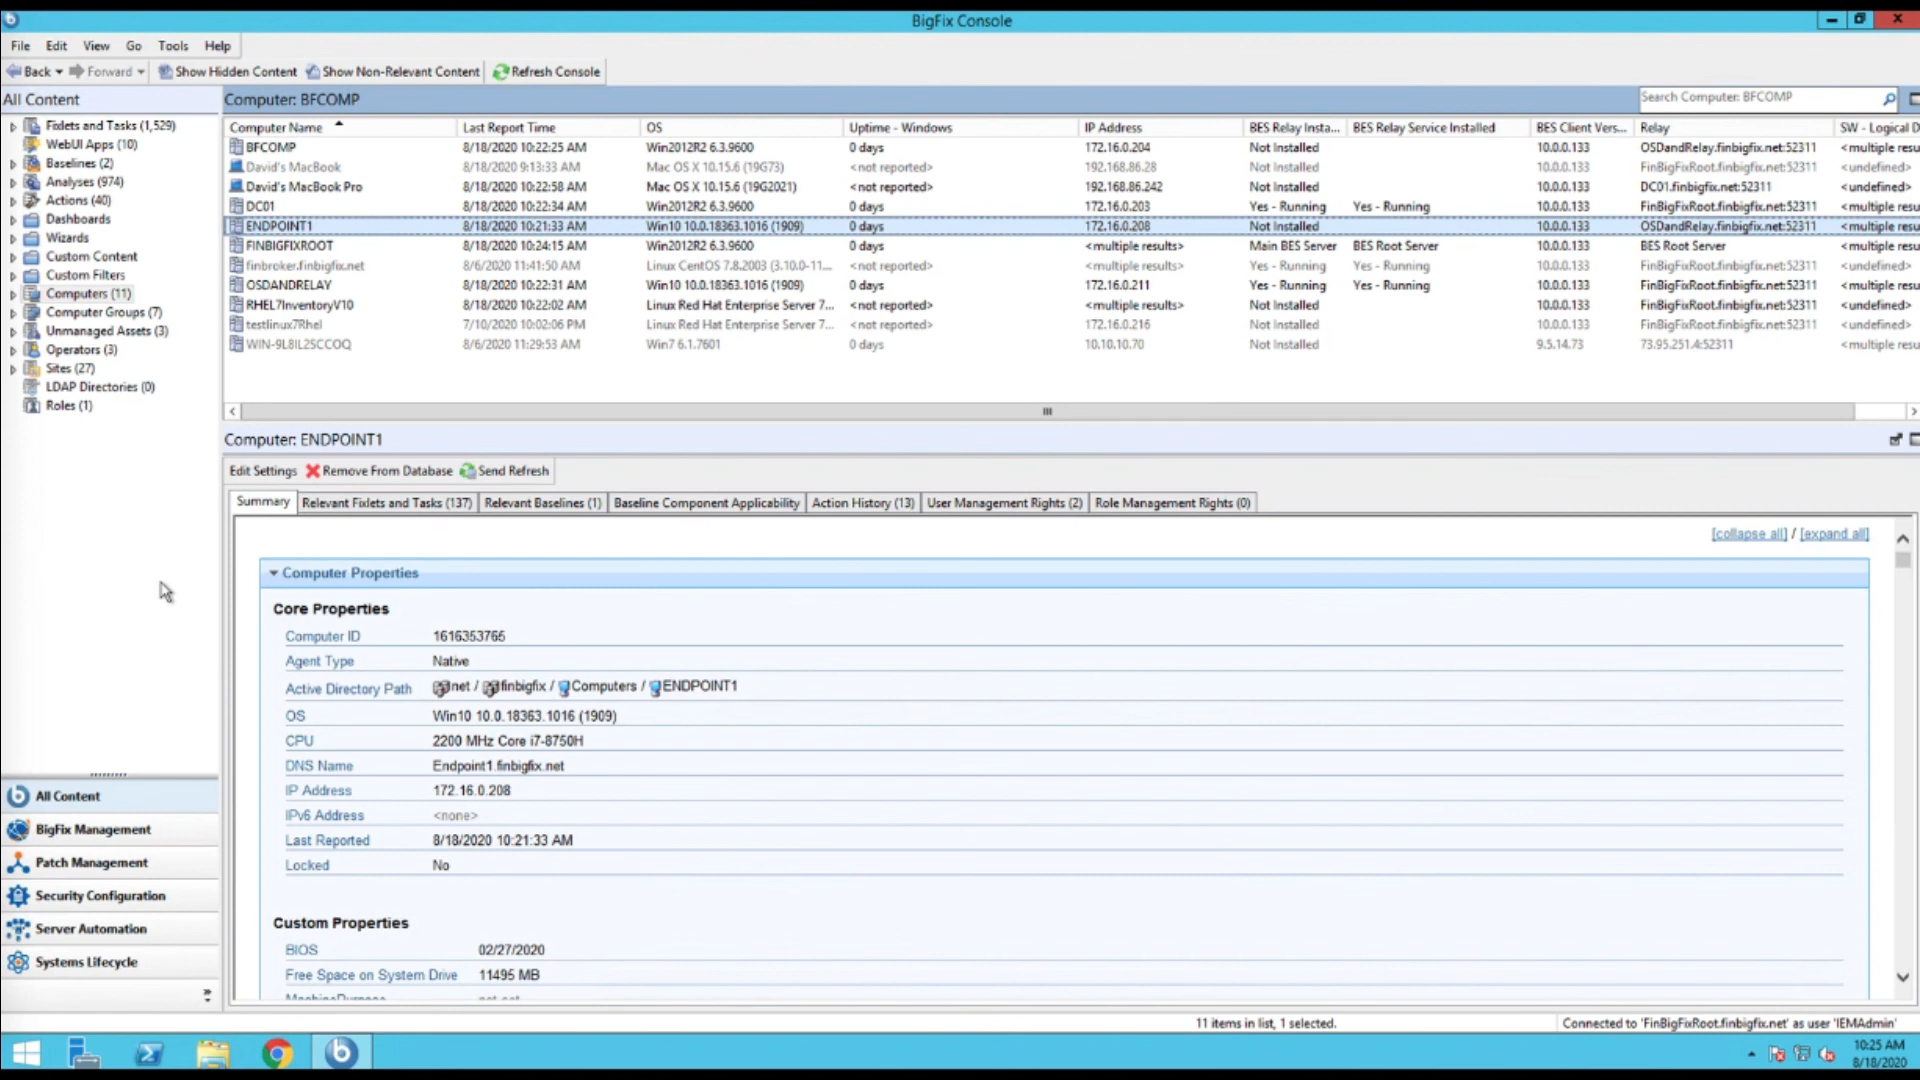 BigFix Console
File Edit View Go Tools Help
Back Forward Show Hidden Content Show Non-Relevant Content Refresh Console
All Content
Computer: BFCOMP
Search Computer: BFCOMP
Fixlets and Tasks (1,529)
WebUI Apps (10)
Baselines (2)
Analyses (974)
Actions (40)
Dashboards
Wizards
Custom Content
Custom Filters
Computers (11)
Computer Groups (7)
Unmanaged Assets (3)
Operators (3)
Sites (27)
LDAP Directories (0)
Roles (1)
Computer Name Last Report Time OS Uptime - Windows IP Address BES Relay Insta... BES Relay Service Installed BES Client Vers... Relay SW - Logical D
BFCOMP 8/18/2020 10:22:25 AM Win2012R2 6.3.9600 0 days 172.16.0.204 Not Installed 10.0.0.133 OSDandRelay.finbigfix.net:52311 <multiple resu
David's MacBook 8/18/2020 9:13:33 AM Mac OS X 10.15.6 (19G73) <not reported> 192.168.86.28 Not Installed 10.0.0.133 FinBigFixRoot.finbigfix.net:52311 <undefined>
David's MacBook Pro 8/18/2020 10:22:58 AM Mac OS X 10.15.6 (19G2021) <not reported> 192.168.86.242 Not Installed 10.0.0.133 DC01.finbigfix.net:52311 <undefined>
DC01 8/18/2020 10:22:34 AM Win2012R2 6.3.9600 0 days 172.16.0.203 Yes - Running Yes - Running 10.0.0.133 FinBigFixRoot.finbigfix.net:52311 <multiple resu
ENDPOINT1 8/18/2020 10:21:33 AM Win10 10.0.18363.1016 (1909) 0 days 172.16.0.208 Not Installed 10.0.0.133 OSDandRelay.finbigfix.net:52311 <multiple resu
FINBIGFIXROOT 8/18/2020 10:24:15 AM Win2012R2 6.3.9600 0 days <multiple results> Main BES Server BES Root Server 10.0.0.133 BES Root Server <multiple resu
finbroker.finbigfix.net 8/6/2020 11:41:50 AM Linux CentOS 7.8.2003 (3.10.0-11... <not reported> <multiple results> Yes - Running Yes - Running 10.0.0.133 FinBigFixRoot.finbigfix.net:52311 <undefined>
OSDANDRELAY 8/18/2020 10:22:31 AM Win10 10.0.18363.1016 (1909) 0 days 172.16.0.211 Yes - Running Yes - Running 10.0.0.133 FinBigFixRoot.finbigfix.net:52311 <multiple resu
RHEL7InventoryV10 8/18/2020 10:22:02 AM Linux Red Hat Enterprise Server 7... <not reported> <multiple results> Not Installed 10.0.0.133 FinBigFixRoot.finbigfix.net:52311 <undefined>
testlinux7Rhel 7/10/2020 10:02:06 PM Linux Red Hat Enterprise Server 7... <not reported> 172.16.0.216 Not Installed 10.0.0.133 FinBigFixRoot.finbigfix.net:52311 <undefined>
WIN-9L8IL2SCCOQ 8/6/2020 11:29:53 AM Win7 6.1.7601 0 days 10.10.10.70 Not Installed 9.5.14.73 73.95.251.4:52311 <multiple resu
Computer: ENDPOINT1
Edit Settings Remove From Database Send Refresh
Summary Relevant Fixlets and Tasks (137) Relevant Baselines (1) Baseline Component Applicability Action History (13) User Management Rights (2) Role Management Rights (0)
[collapse all] / [expand all]
Computer Properties
Core Properties
Computer ID 1616353765
Agent Type Native
Active Directory Path net / finbigfix / Computers / ENDPOINT1
OS Win10 10.0.18363.1016 (1909)
CPU 2200 MHz Core i7-8750H
DNS Name Endpoint1.finbigfix.net
IP Address 172.16.0.208
IPv6 Address <none>
Last Reported 8/18/2020 10:21:33 AM
Locked No
Custom Properties
BIOS 02/27/2020
Free Space on System Drive 11495 MB
All Content
BigFix Management
Patch Management
Security Configuration
Server Automation
Systems Lifecycle
11 items in list, 1 selected.
Connected to 'FinBigFixRoot.finbigfix.net' as user 'IEMAdmin'
10:25 AM
8/18/2020